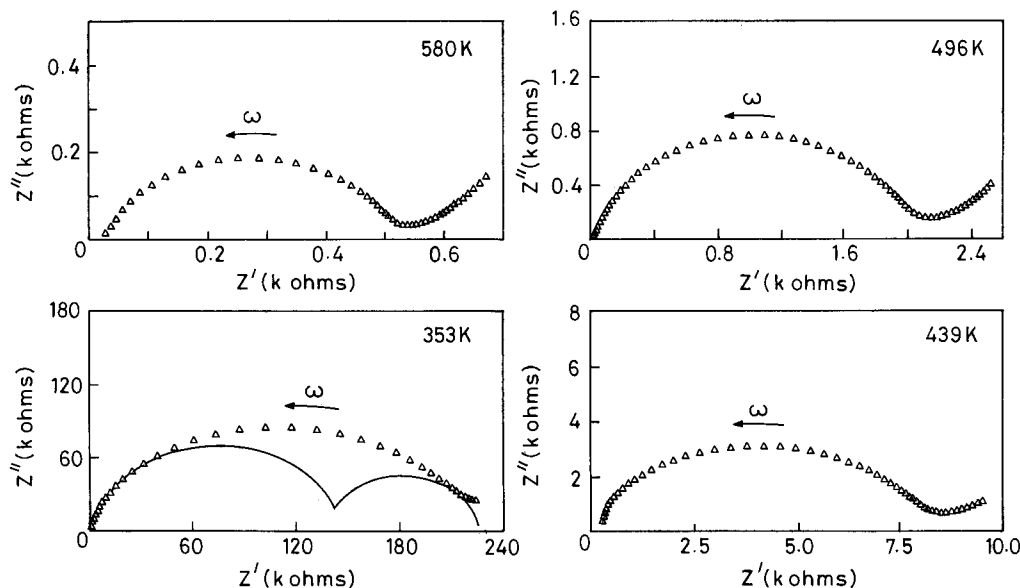 580K
Z″(k ohms)
0.4
0.2
0
ω
0.2
0.4
0.6
Z′(k ohms)
496K
Z″(k ohms)
1.6
1.2
0.8
0.4
0
ω
0.8
1.6
2.4
Z′(k ohms)
353K
Z″(k ohms)
180
120
60
0
ω
60
120
180
240
Z′(k ohms)
439K
Z″(k ohms)
8
6
4
2
0
ω
2.5
5.0
7.5
10.0
Z′(k ohms)